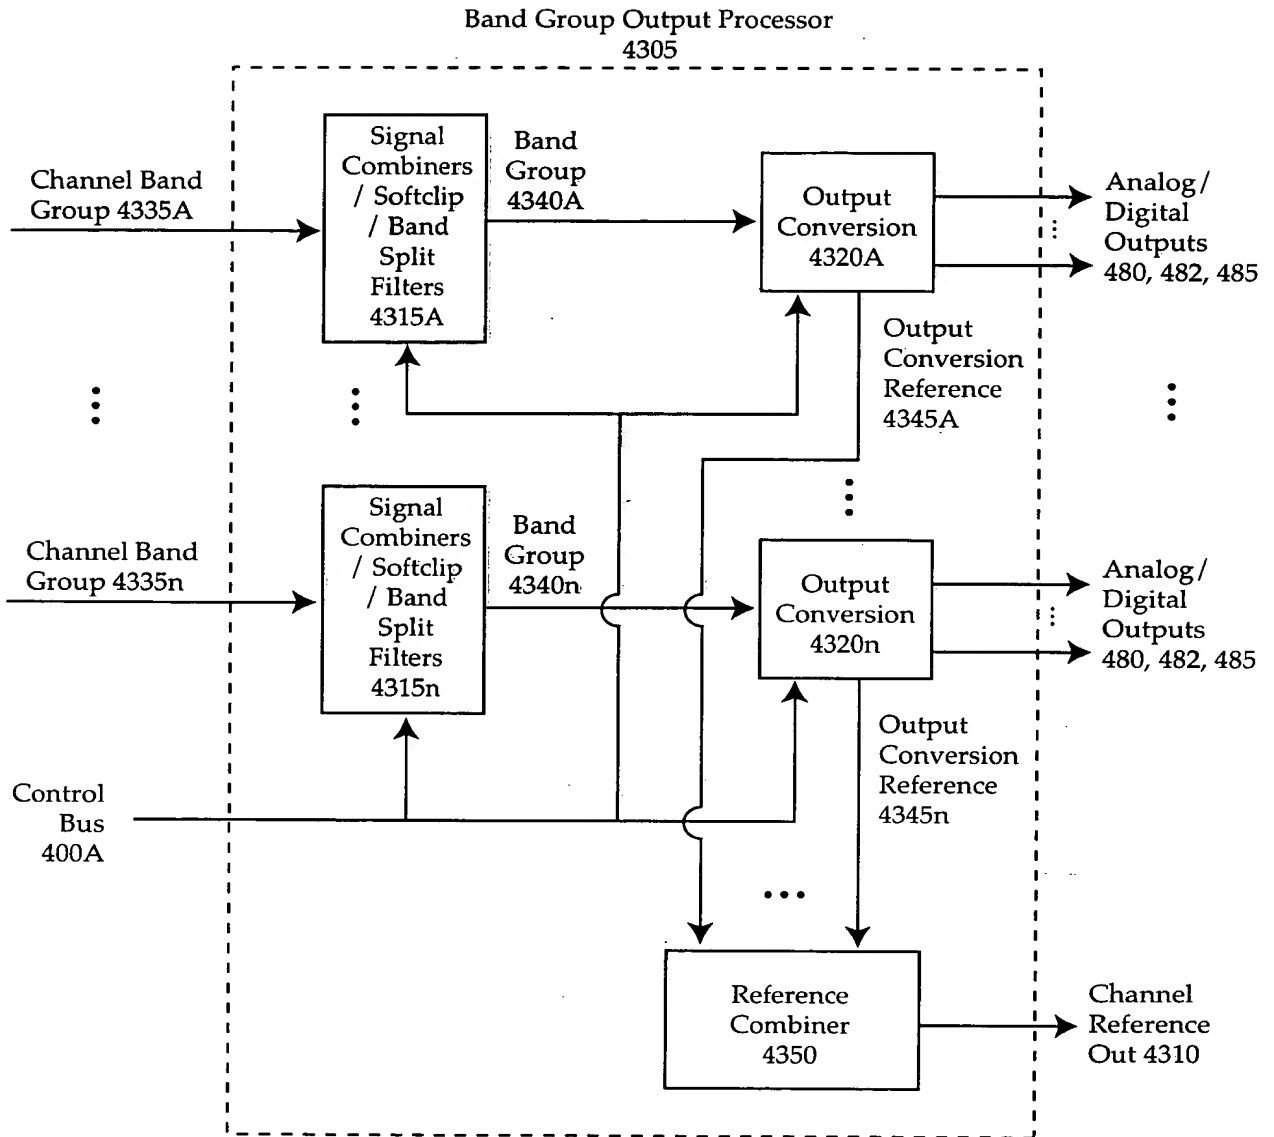 Band Group Output Processor
4305
Channel Band
Group 4335A
Signal
Combiners
/ Softclip
/ Band
Split
Filters
4315A
Band
Group
4340A
Output
Conversion
4320A
Analog/
Digital
Outputs
480, 482, 485
Output
Conversion
Reference
4345A
Channel Band
Group 4335n
Signal
Combiners
/ Softclip
/ Band
Split
Filters
4315n
Band
Group
4340n
Output
Conversion
4320n
Analog/
Digital
Outputs
480, 482, 485
Output
Conversion
Reference
4345n
Control
Bus
400A
Reference
Combiner
4350
Channel
Reference
Out 4310